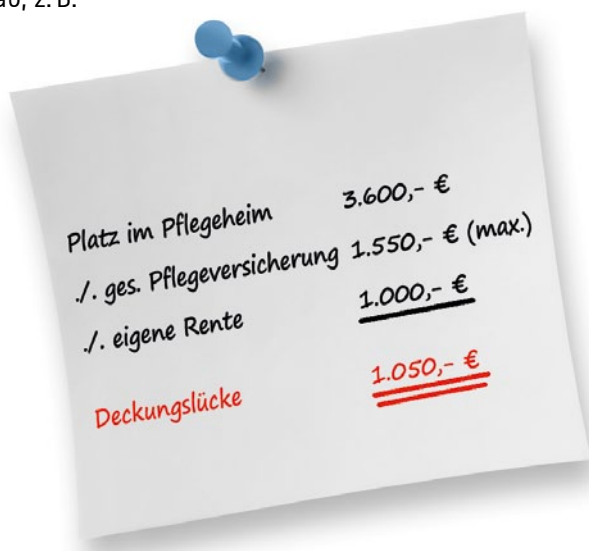 z. B.
Platz im Pflegeheim 3.600,- €
./. ges. Pflegeversicherung 1.550,- € (max.)
./. eigene Rente 1.000,- €
Deckungslücke 1.050,- €